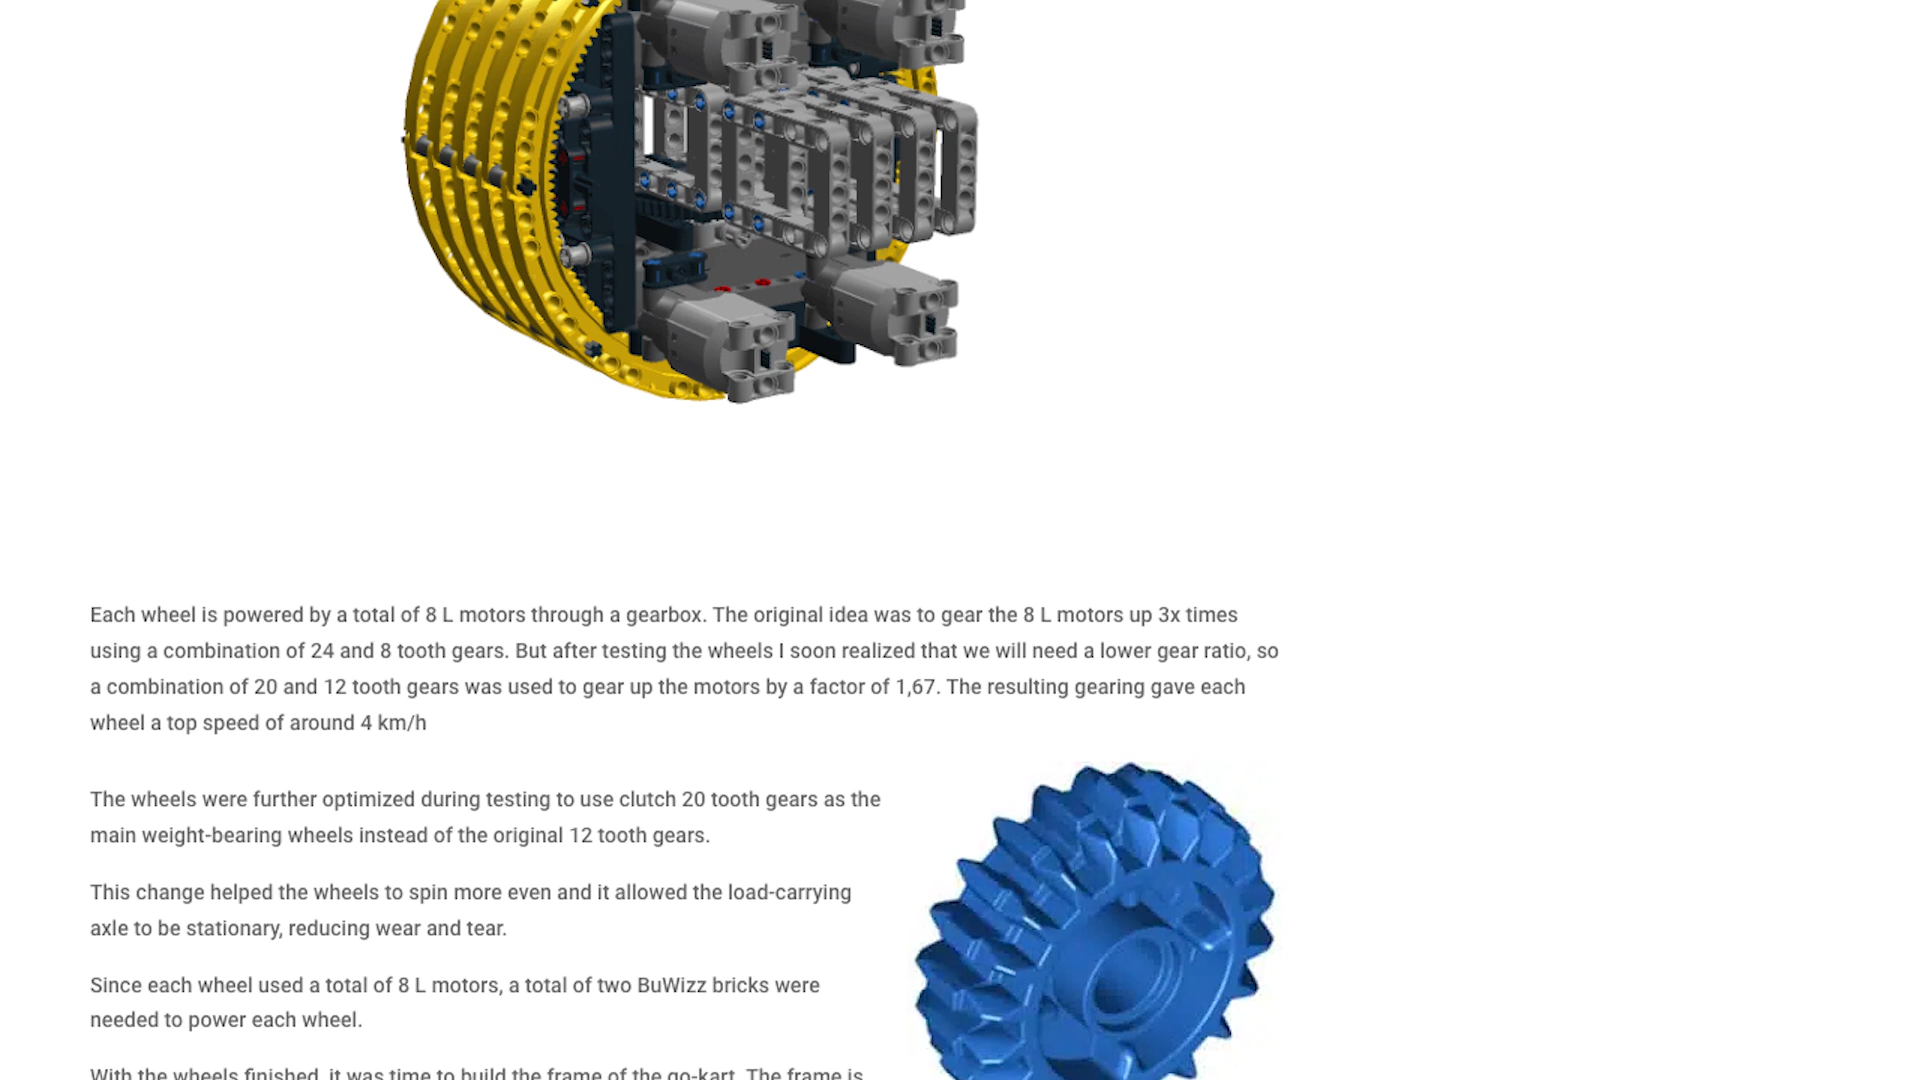 Each wheel is powered by a total of 8 L motors through a gearbox. The original idea was to gear the 8 L motors up 3x times
using a combination of 24 and 8 tooth gears. But after testing the wheels I soon realized that we will need a lower gear ratio, so
a combination of 20 and 12 tooth gears was used to gear up the motors by a factor of 1,67. The resulting gearing gave each
wheel a top speed of around 4 km/h
The wheels were further optimized during testing to use clutch 20 tooth gears as the
main weight-bearing wheels instead of the original 12 tooth gears.
This change helped the wheels to spin more even and it allowed the load-carrying
axle to be stationary, reducing wear and tear.
Since each wheel used a total of 8 L motors, a total of two BuWizz bricks were
needed to power each wheel.
With the wheels finished, it was time to build the frame of the go-kart. The frame is